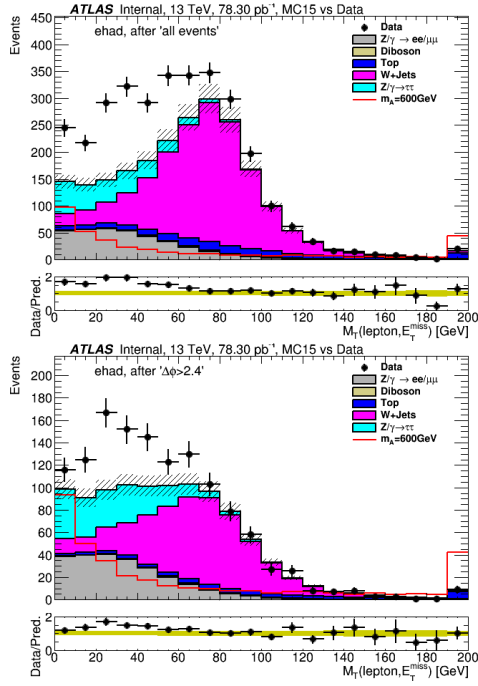 ATLAS Internal, 13 TeV, 78.30 pb⁻¹, MC15 vs Data
Events
450
400
350
300
250
200
150
100
50
0
ehad, after 'all events'
Data
Z/γ → ee/μμ
Diboson
Top
W+Jets
Z/γ→ττ
m_A=600GeV
Data/Pred.
2
1
0
0 20 40 60 80 100 120 140 160 180 200
M_T(lepton,E_T^miss) [GeV]
ATLAS Internal, 13 TeV, 78.30 pb⁻¹, MC15 vs Data
Events
200
180
160
140
120
100
80
60
40
20
0
ehad, after 'Δϕ>2.4'
Data
Z/γ → ee/μμ
Diboson
Top
W+Jets
Z/γ→ττ
m_A=600GeV
Data/Pred.
2
1
0
0 20 40 60 80 100 120 140 160 180 200
M_T(lepton,E_T^miss) [GeV]